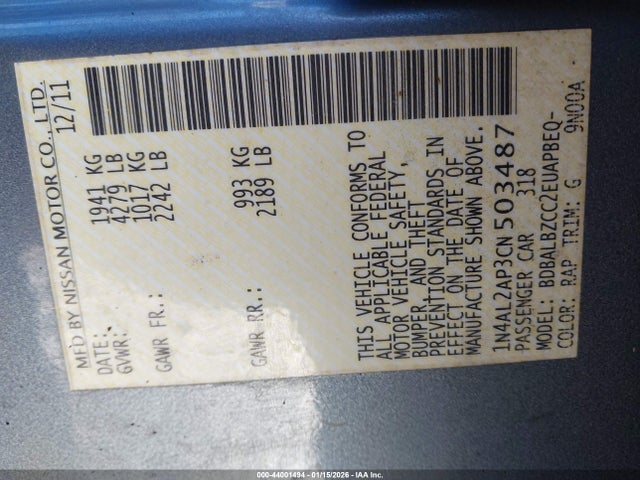 MFD BY NISSAN MOTOR CO., LTD.
DATE: 12/11
GVWR: 1941 KG
4279 LB
GAWR FR.: 1017 KG
2242 LB
GAWR RR.: 993 KG
2189 LB
THIS VEHICLE CONFORMS TO
ALL APPLICABLE FEDERAL
MOTOR VEHICLE SAFETY,
BUMPER, AND THEFT
PREVENTION STANDARDS IN
EFFECT ON THE DATE OF
MANUFACTURE SHOWN ABOVE.
1N4AL2AP3CN503487
PASSENGER CAR 318
MODEL: BDBALBZCC2EUAPBEQ-
COLOR: RAP TRIM: G 9N00A
000-44001494 - 01/15/2026 - IAA Inc.